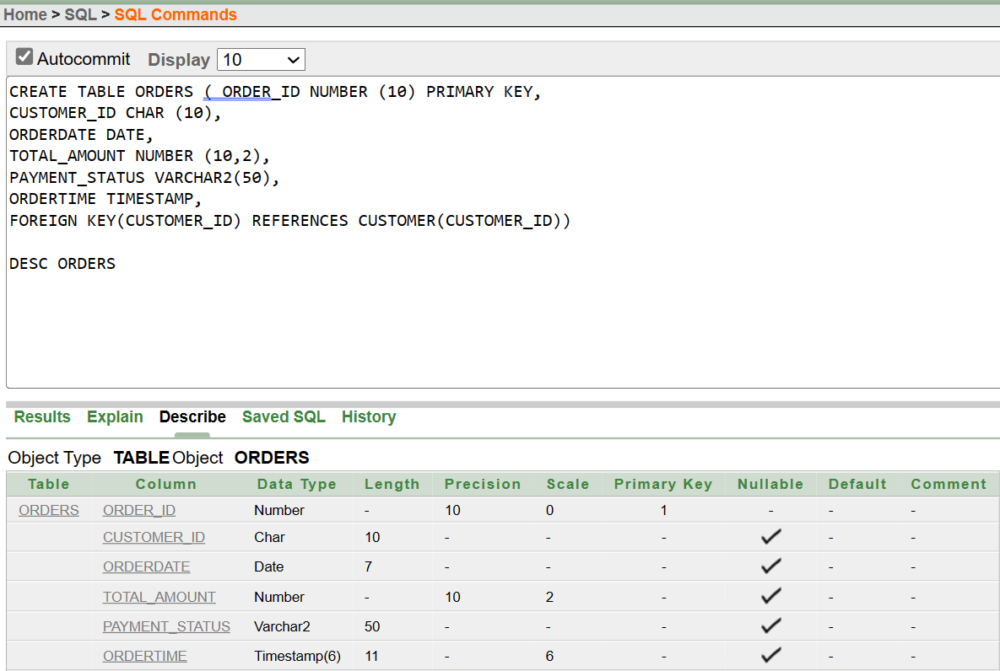 Home > SQL > SQL Commands
Autocommit Display 10
CREATE TABLE ORDERS ( ORDER_ID NUMBER (10) PRIMARY KEY,
CUSTOMER_ID CHAR (10),
ORDERDATE DATE,
TOTAL_AMOUNT NUMBER (10,2),
PAYMENT_STATUS VARCHAR2(50),
ORDERTIME TIMESTAMP,
FOREIGN KEY(CUSTOMER_ID) REFERENCES CUSTOMER(CUSTOMER_ID))
DESC ORDERS
Results Explain Describe Saved SQL History
Object Type TABLE Object ORDERS
Table Column Data Type Length Precision Scale Primary Key Nullable Default Comment
ORDERS ORDER_ID Number - 10 0 1 - - -
CUSTOMER_ID Char 10 - - - - -
ORDERDATE Date 7 - - - - -
TOTAL_AMOUNT Number - 10 2 - - -
PAYMENT_STATUS Varchar2 50 - - - - -
ORDERTIME Timestamp(6) 11 - 6 - - -